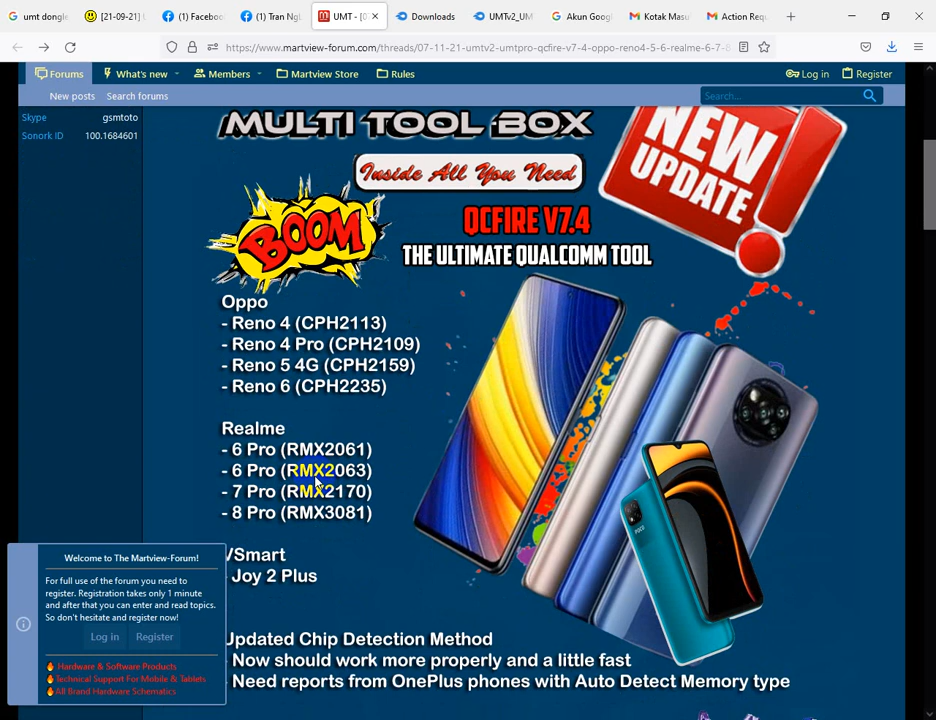 umt dongle
[21-09-21]
(1) Facebo
(1) Tran Ng
UMT - [0
Downloads
UMTv2_UM
Akun Goog
Kotak Masu
Action Req
https://www.martview-forum.com/threads/07-11-21-umtv2-umtpro-qcfire-v7-4-oppo-reno4-5-6-realme-6-7-8
Forums
What's new
Members
Martview Store
Rules
Log in
Register
New posts
Search forums
Search...
Skype
gsmtoto
Sonork ID
100.1684601
MULTI TOOL BOX
Inside All You Need
NEW
UPDATE
BOOM
QCFIRE V7.4
THE ULTIMATE QUALCOMM TOOL
Oppo
- Reno 4 (CPH2113)
- Reno 4 Pro (CPH2109)
- Reno 5 4G (CPH2159)
- Reno 6 (CPH2235)
Realme
- 6 Pro (RMX2061)
- 6 Pro (RMX2063)
- 7 Pro (RMX2170)
- 8 Pro (RMX3081)
VSmart
Joy 2 Plus
Updated Chip Detection Method
Now should work more properly and a little fast
Need reports from OnePlus phones with Auto Detect Memory type
POCO
Welcome to The Martview-Forum!
For full use of the forum you need to
register. Registration takes only 1 minute
and after that you can enter and read topics.
So don't hesitate and register now!
Log in
Register
Hardware & Software Products
Technical Support For Mobile & Tablets
All Brand Hardware Schematics